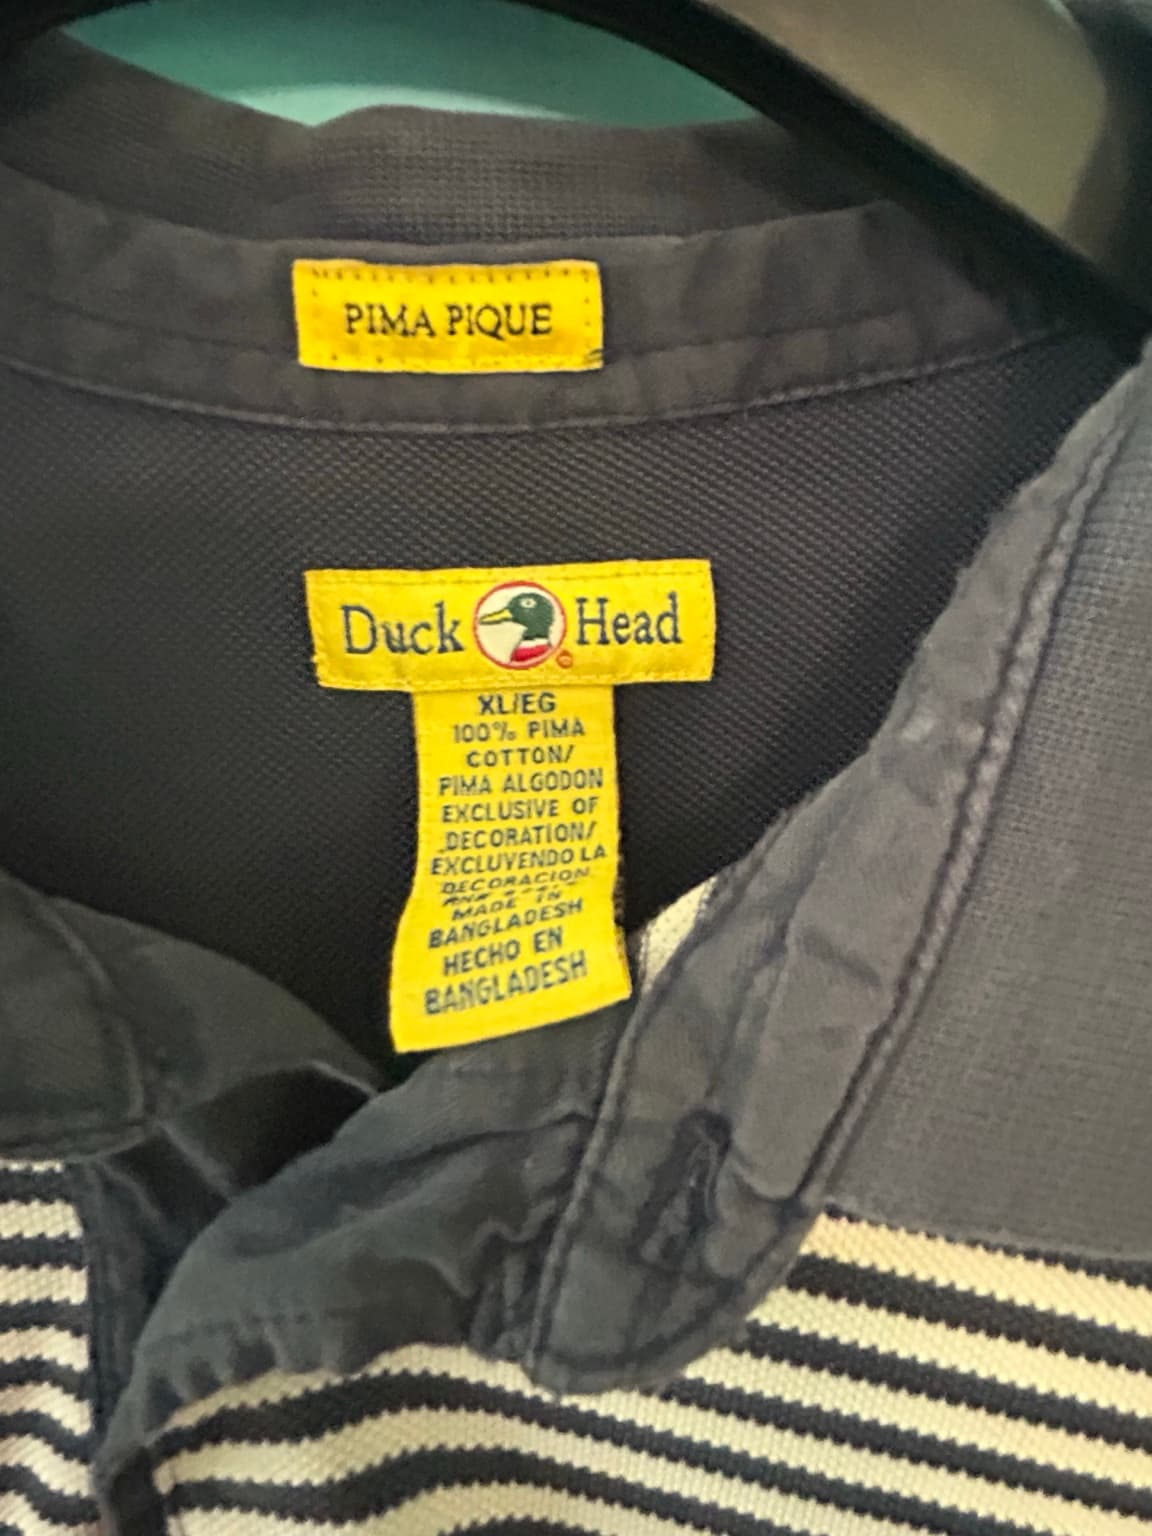 PIMA PIQUE
Duck Head
XL/EG
100% PIMA
COTTON/
PIMA ALGODON
EXCLUSIVE OF
DECORATION/
EXCLUVENDO LA
DECORACION
MADE IN
BANGLADESH
HECHO EN
BANGLADESH